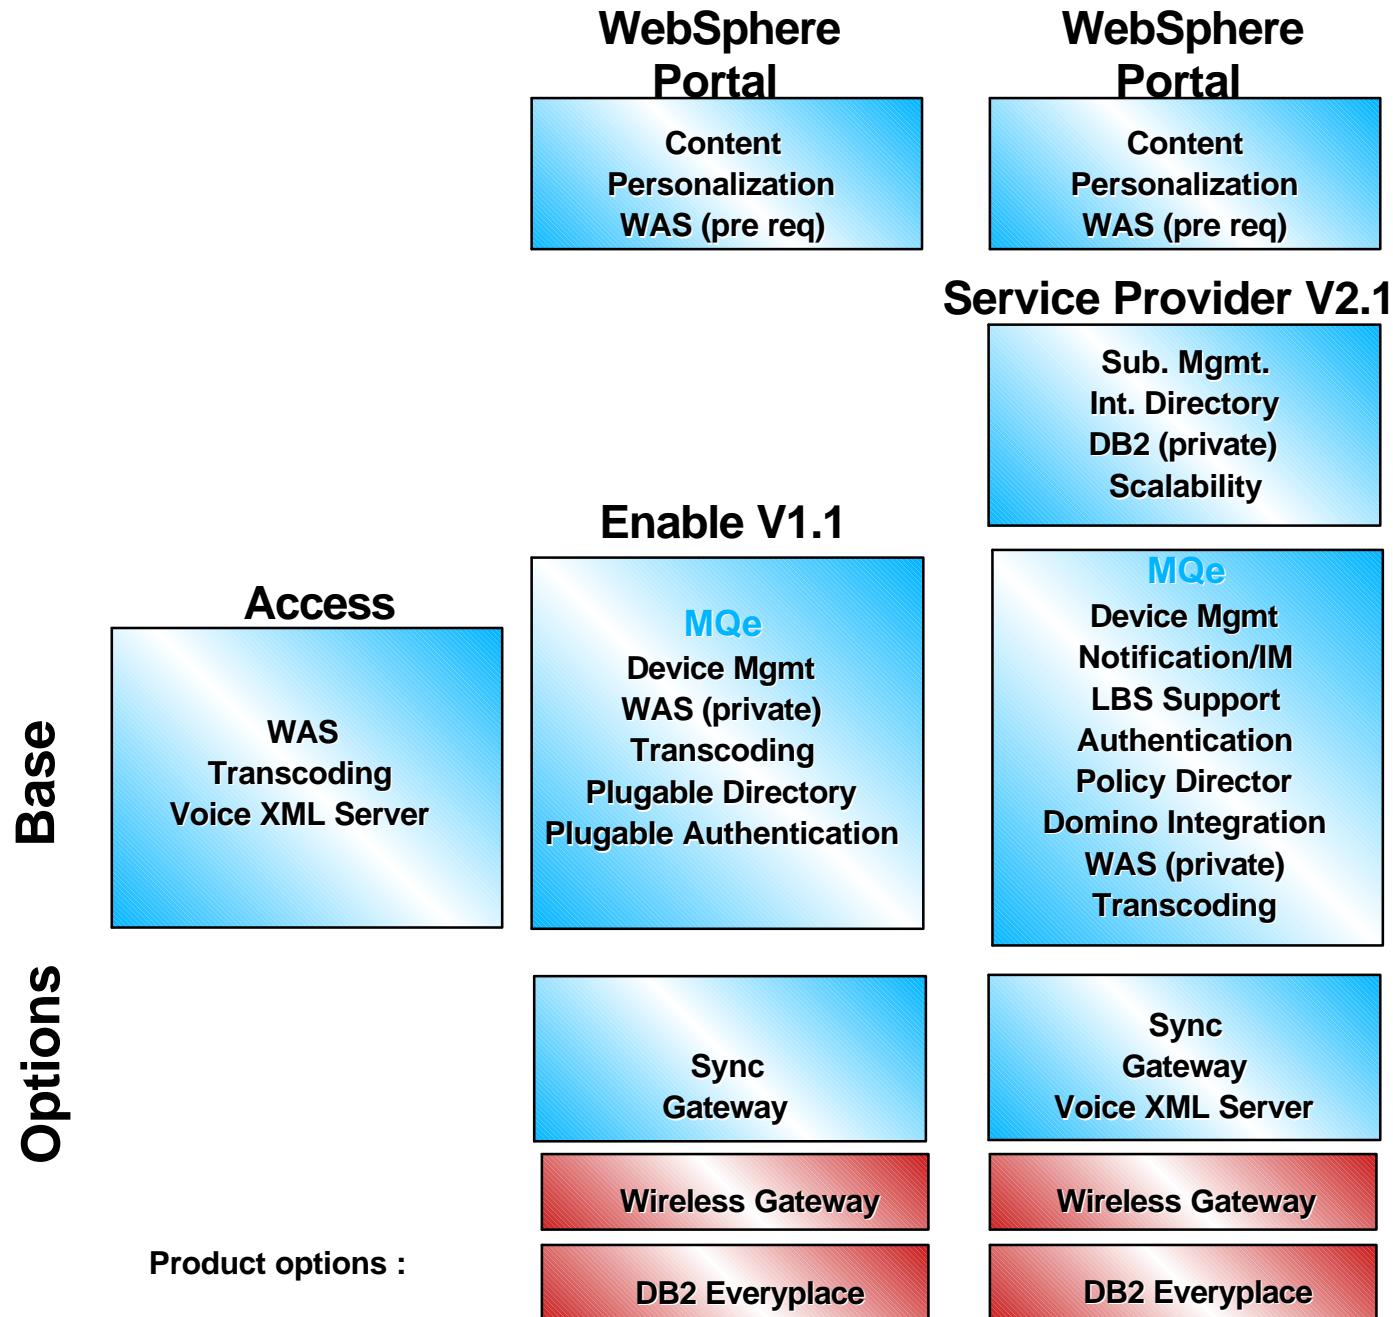 WebSphere
Portal
Content
Personalization
WAS (pre req)
WebSphere
Portal
Content
Personalization
WAS (pre req)
Service Provider V2.1
Sub. Mgmt.
Int. Directory
DB2 (private)
Scalability
Base
Access
WAS
Transcoding
Voice XML Server
Enable V1.1
MQe
Device Mgmt
WAS (private)
Transcoding
Plugable Directory
Plugable Authentication
MQe
Device Mgmt
Notification/IM
LBS Support
Authentication
Policy Director
Domino Integration
WAS (private)
Transcoding
Options
Sync
Gateway
Sync
Gateway
Voice XML Server
Wireless Gateway
Wireless Gateway
Product options :
DB2 Everyplace
DB2 Everyplace